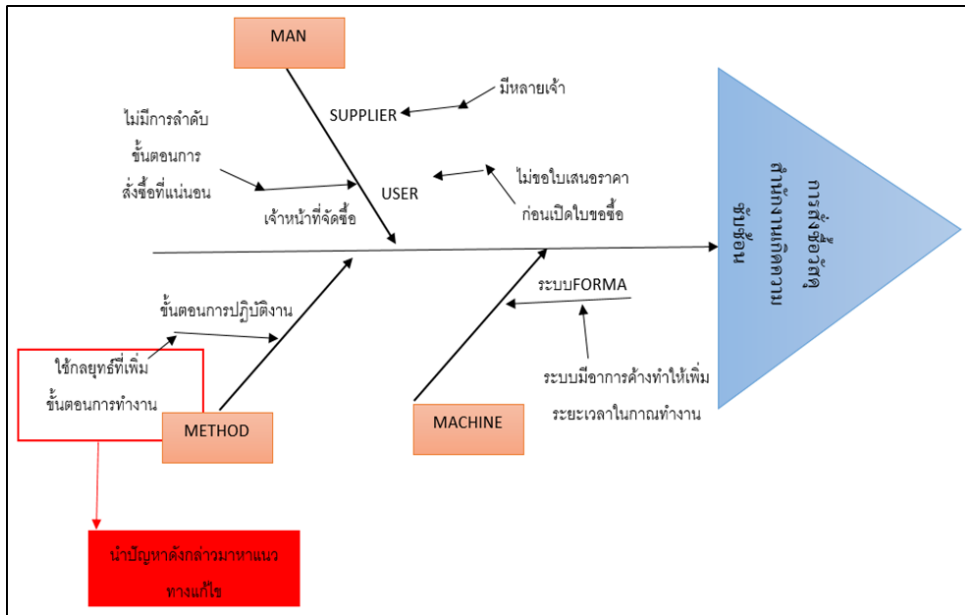 MAN
SUPPLIER
มีหลายเจ้า
ไม่มีการลำดับ
ขั้นตอนการ
สั่งซื้อที่แน่นอน
เจ้าหน้าที่จัดซื้อ
USER
ไม่ขอใบเสนอราคา
ก่อนเปิดใบขอซื้อ
การสั่งซื้อวัสดุ
สำนักงานเกิดความ
ซับซ้อน
ขั้นตอนการปฏิบัติงาน
ใช้กลยุทธ์ที่เพิ่ม
ขั้นตอนการทำงาน
METHOD
ระบบFORMA
ระบบมีอาการค้างทำให้เพิ่ม
ระยะเวลาในกาณทำงาน
MACHINE
นำปัญหาดังกล่าวมาหาแนว
ทางแก้ไข